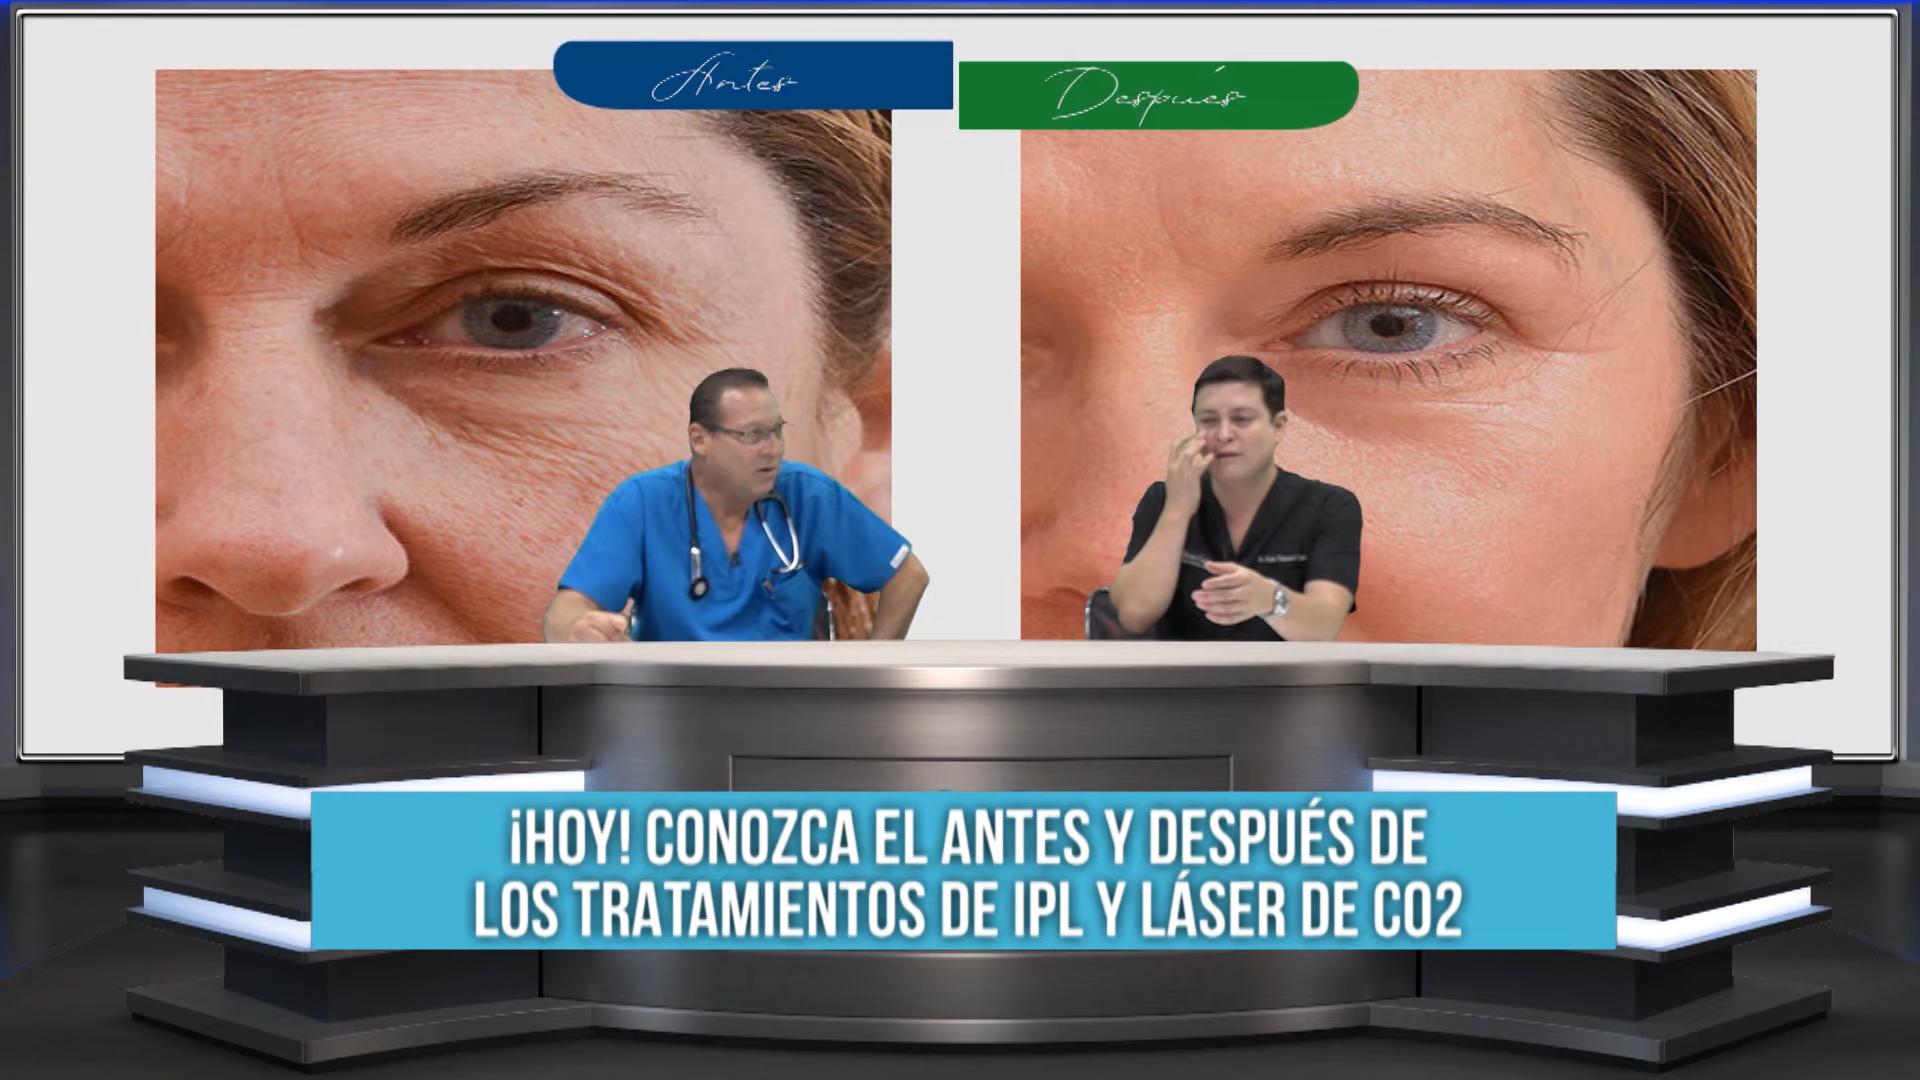 Antes
Después
¡HOY! CONOZCA EL ANTES Y DESPUÉS DE
LOS TRATAMIENTOS DE IPL Y LÁSER DE CO2